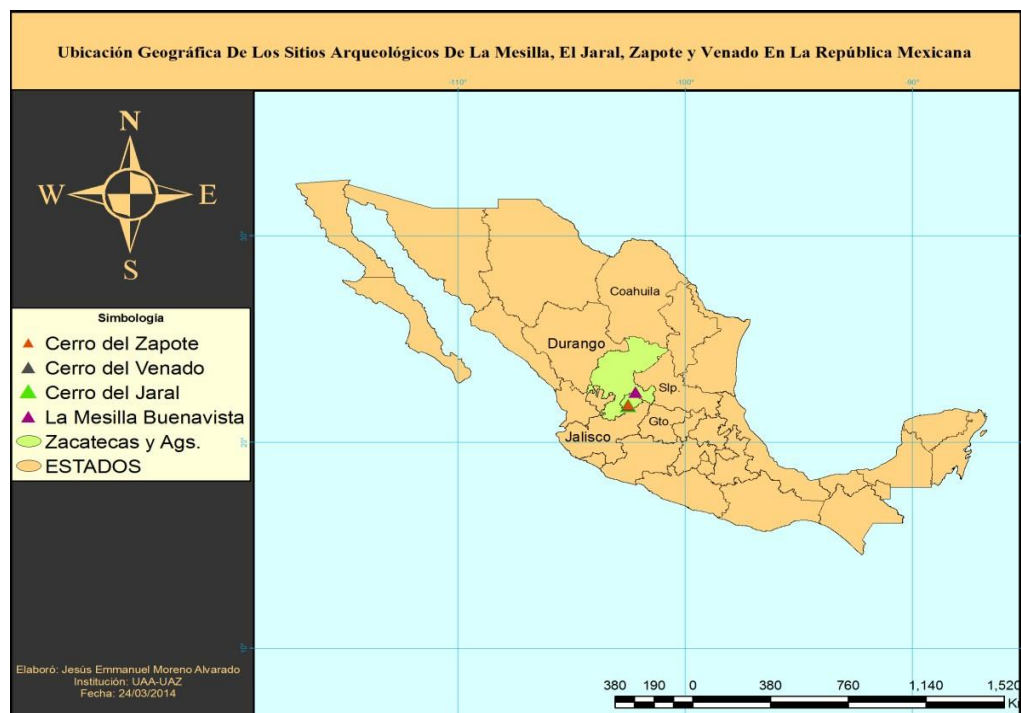 Ubicación Geográfica De Los Sitios Arqueológicos De La Mesilla, El Jaral, Zapote y Venado En La República Mexicana
-110°
-100°
-90°
N
W
E
S
30°
20°
10°
Coahuila
Durango
Slp.
Gto.
Jalisco
Simbología
Cerro del Zapote
Cerro del Venado
Cerro del Jaral
La Mesilla Buenavista
Zacatecas y Ags.
ESTADOS
Elaboró: Jesús Emmanuel Moreno Alvarado
Institución: UAA-UAZ
Fecha: 24/03/2014
380 190 0 380 760 1,140 1,520